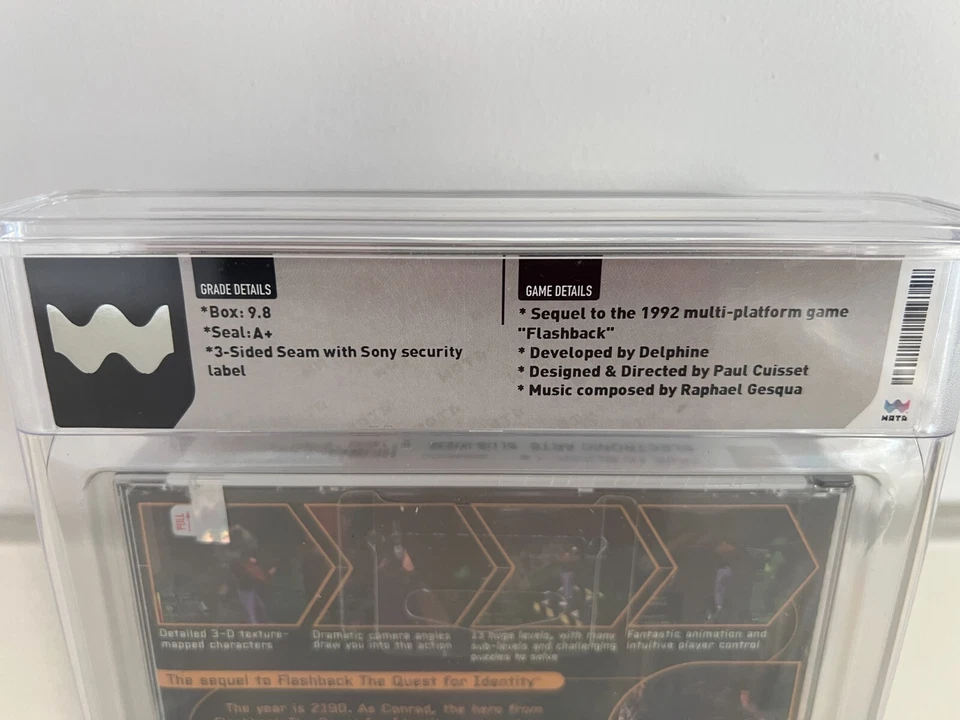 GRADE DETAILS
*Box: 9.8
*Seal:A+
*3-Sided Seam with Sony security
label
GAME DETAILS
* Sequel to the 1992 multi-platform game
"Flashback"
* Developed by Delphine
* Designed & Directed by Paul Cuisset
* Music composed by Raphael Gesqua
WATA
PULL
Detailed 3-D texture-
mapped characters
Dramatic camera angles
draw you into the action
13 huge levels, with many
sub-levels and challenging
puzzles to solve
Fantastic animation and
intuitive player control
The sequel to Flashback The Quest for Identity
The year is 2190. As Conrad, the hero from